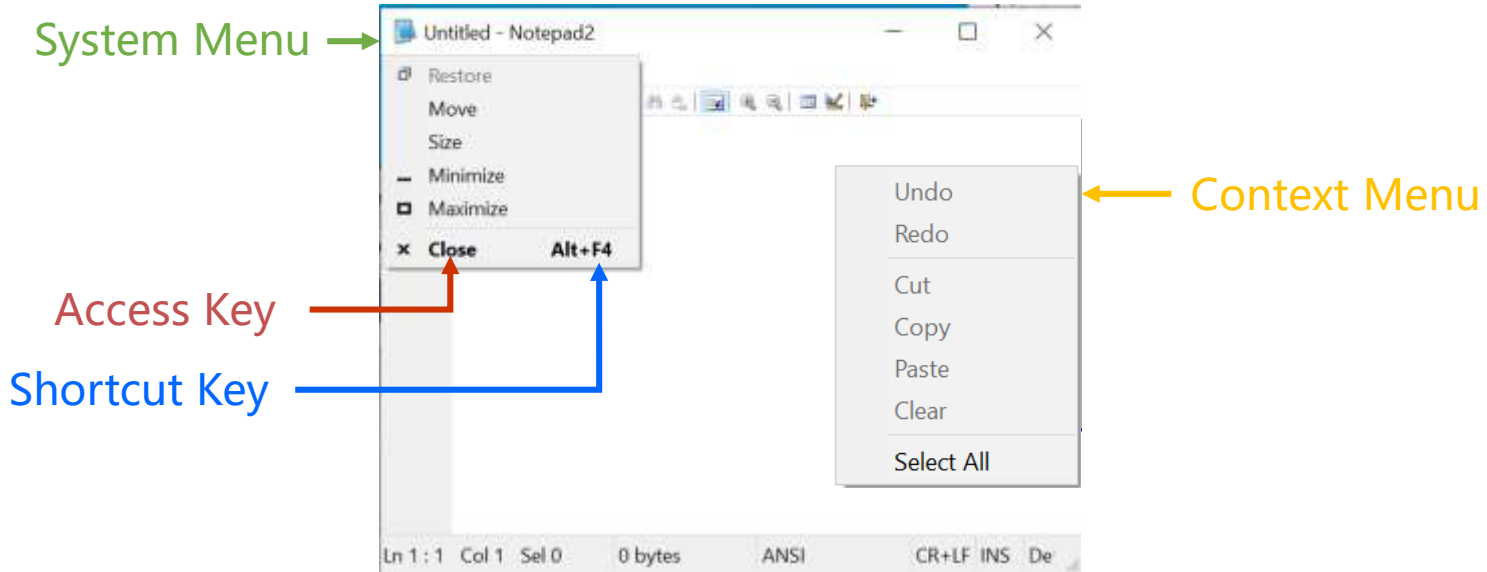 System Menu
Untitled - Notepad2
Restore
Move
Size
Minimize
Maximize
Close Alt+F4
Undo
Redo
Cut
Copy
Paste
Clear
Select All
Context Menu
Access Key
Shortcut Key
Ln 1 : 1 Col 1 Sel 0 0 bytes ANSI CR+LF INS De